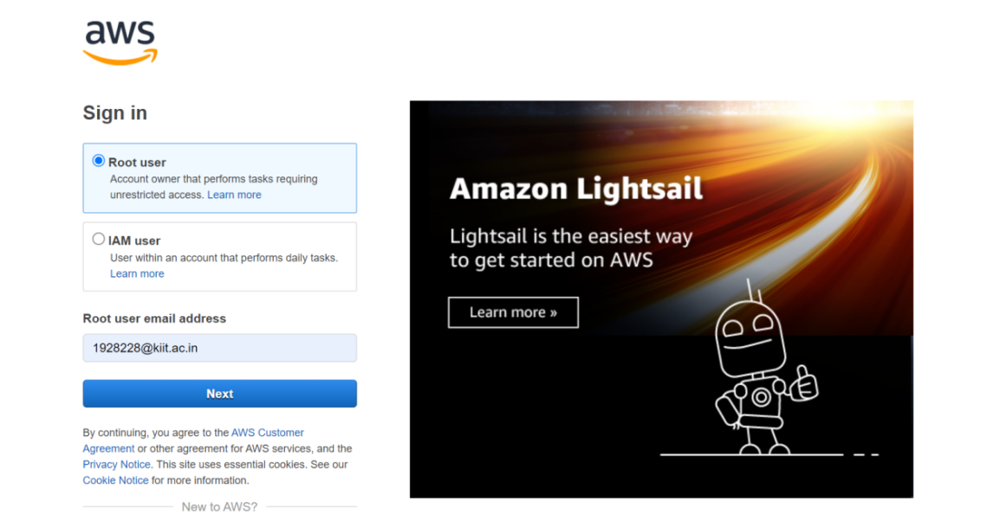 aws
Sign in
Root user
Account owner that performs tasks requiring
unrestricted access. Learn more
IAM user
User within an account that performs daily tasks.
Learn more
Root user email address
1928228@kiit.ac.in
Next
By continuing, you agree to the AWS Customer
Agreement or other agreement for AWS services, and the
Privacy Notice. This site uses essential cookies. See our
Cookie Notice for more information.
New to AWS?
Amazon Lightsail
Lightsail is the easiest way
to get started on AWS
Learn more »